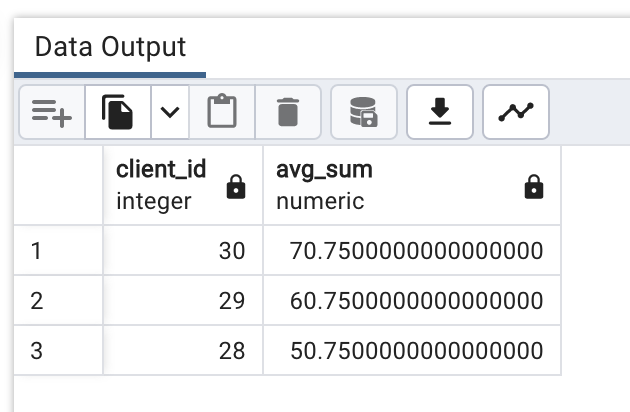 Data Output
client_id avg_sum
integer numeric
1 30 70.7500000000000000
2 29 60.7500000000000000
3 28 50.7500000000000000